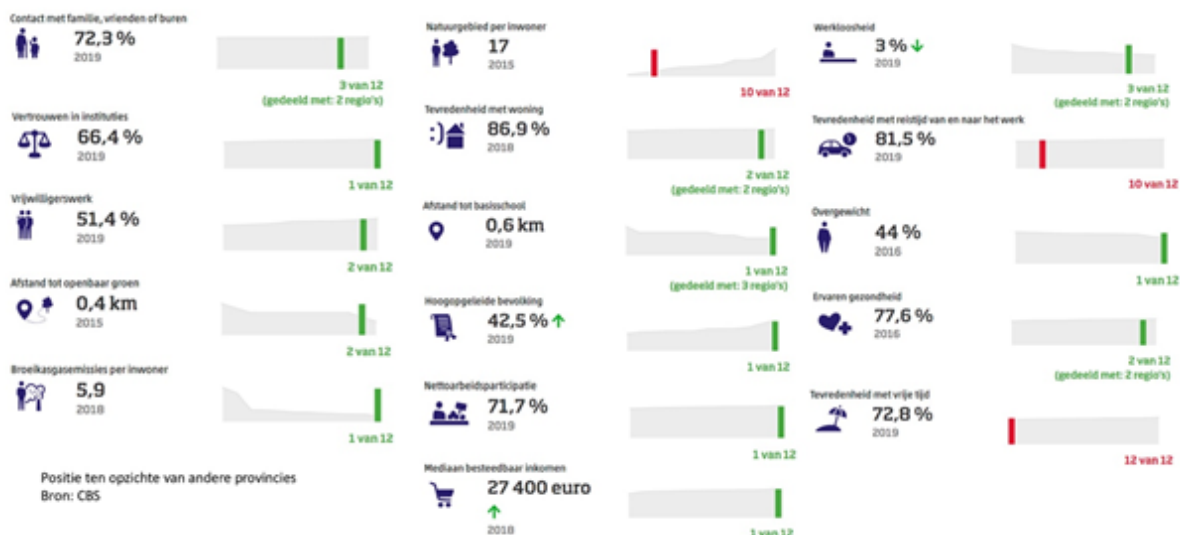 Contact met familie, vrienden of buren
72,3 %
2019
3 van 12
(gedeeld met: 2 regio's)
Vertrouwen in instituties
66,4 %
2019
1 van 12
Vrijwilligerswerk
51,4 %
2019
2 van 12
Afstand tot openbaar groen
0,4 km
2015
2 van 12
Broeikasgasemissies per inwoner
5,9
2018
1 van 12
Positie ten opzichte van andere provincies
Bron: CBS
Natuurgebied per inwoner
17
2015
10 van 12
Tevredenheid met woning
86,9 %
2018
2 van 12
(gedeeld met: 2 regio's)
Afstand tot basisschool
0,6 km
2019
1 van 12
(gedeeld met: 3 regio's)
Hoogopgeleide bevolking
42,5 % ↑
2019
1 van 12
Nettoarbeidsparticipatie
71,7 %
2019
1 van 12
Mediaan besteedbaar inkomen
27 400 euro
↑
2018
1 van 12
Werkloosheid
3 % ↓
2019
3 van 12
(gedeeld met: 2 regio's)
Tevredenheid met reistijd van en naar het werk
81,5 %
2019
10 van 12
Overgewicht
44 %
2016
1 van 12
Ervaren gezondheid
77,6 %
2016
2 van 12
(gedeeld met: 2 regio's)
Tevredenheid met vrije tijd
72,8 %
2019
12 van 12